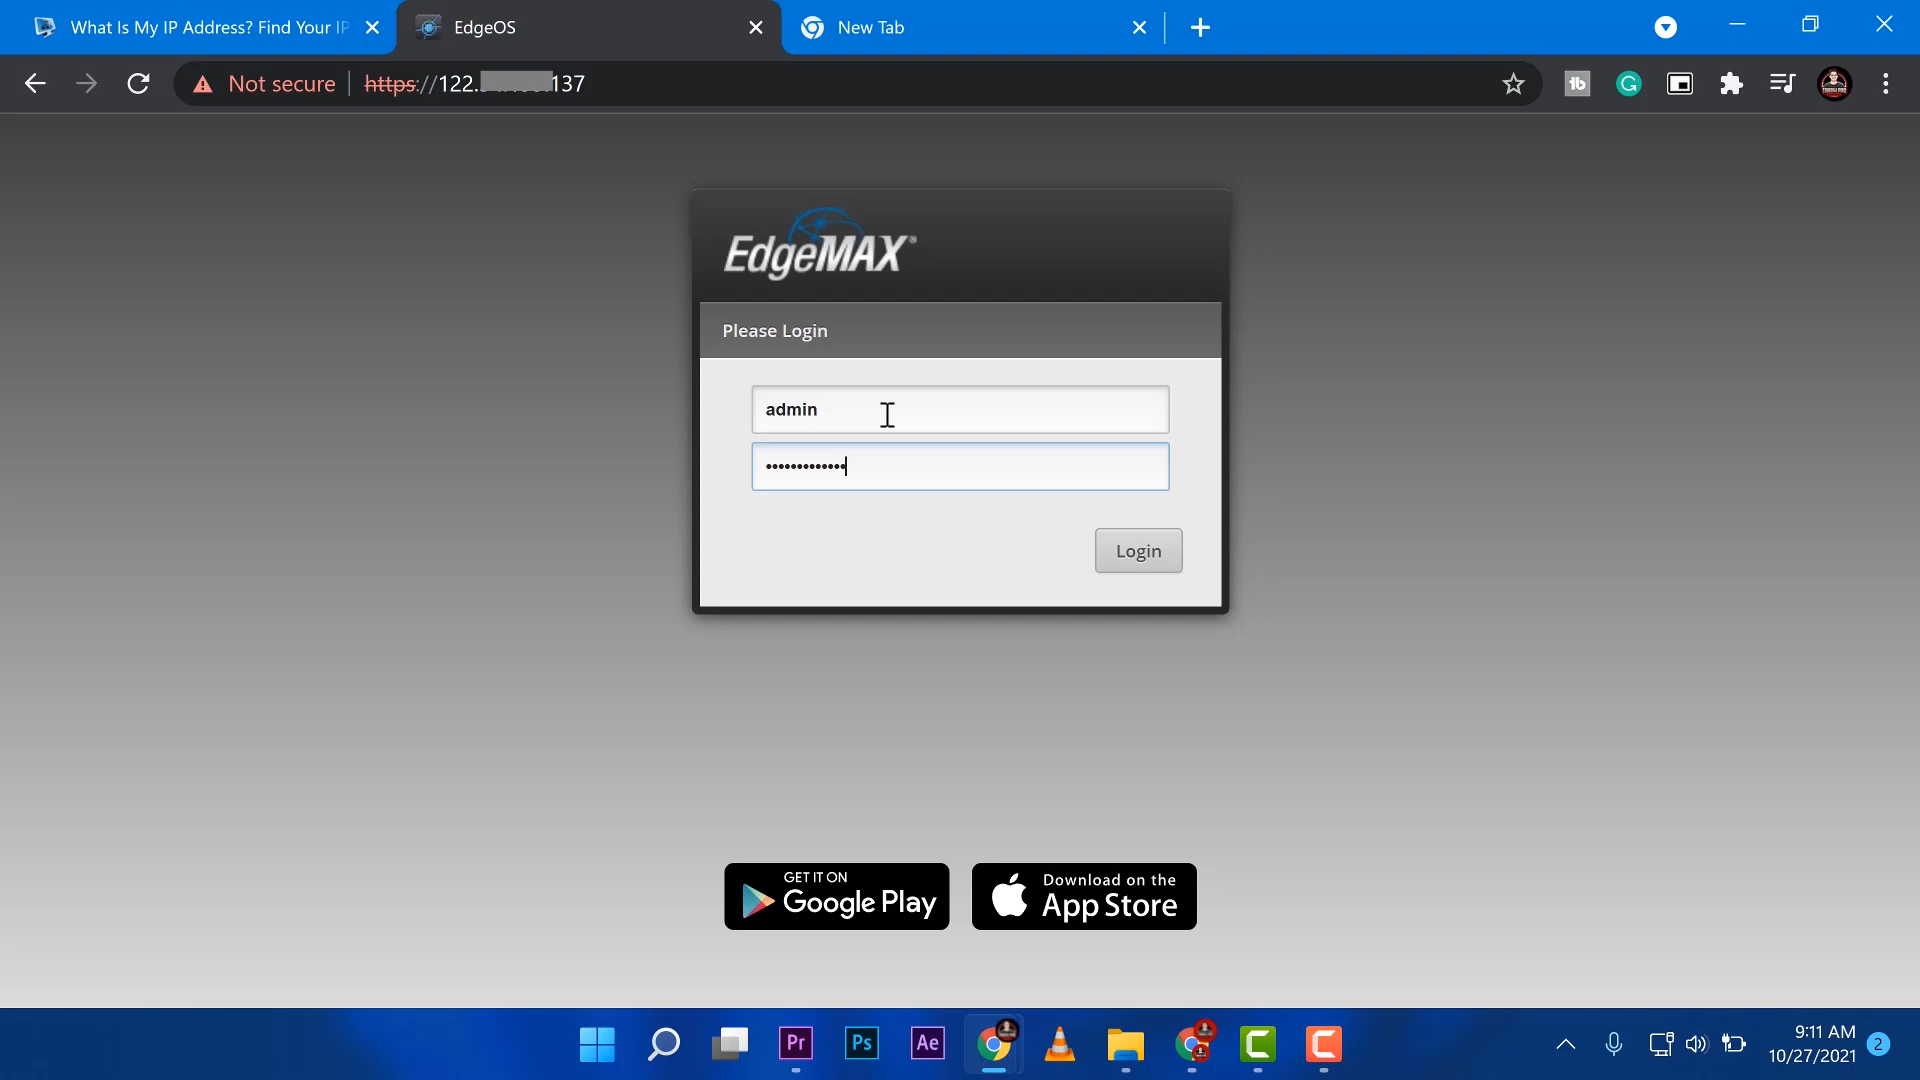 What Is My IP Address? Find Your IP
EdgeOS
New Tab
Not secure
https://122.
137
EdgeMAX®
Please Login
admin
•••••••••••••
Login
GET IT ON
Google Play
Download on the
App Store
tb
G
Pr
Ps
Ae
9:11 AM
10/27/2021
2